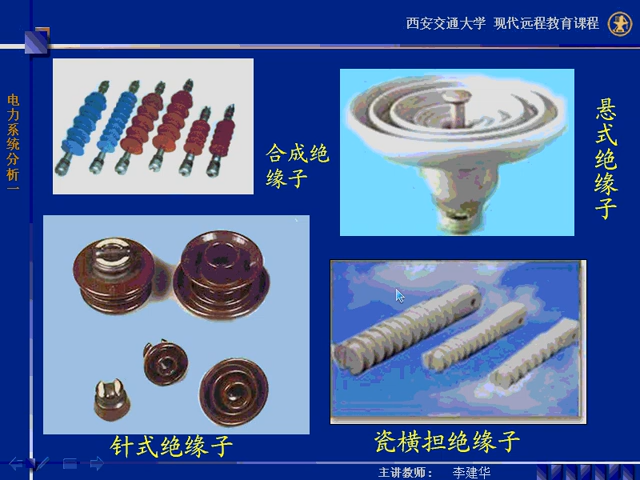 西安交通大学 现代远程教育课程
电力系统分析一
合成绝
缘子
悬式绝缘子
针式绝缘子
瓷横担绝缘子
主讲教师： 李建华